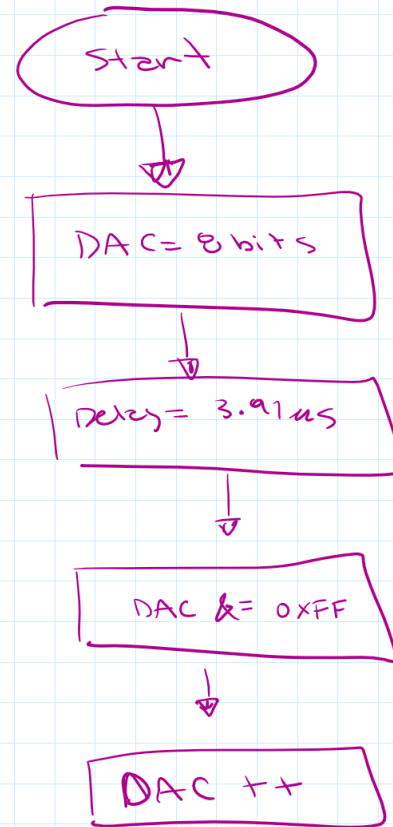 Start
DAC= 8 bits
Delay= 3.91us
DAC &= 0xFF
DAC ++